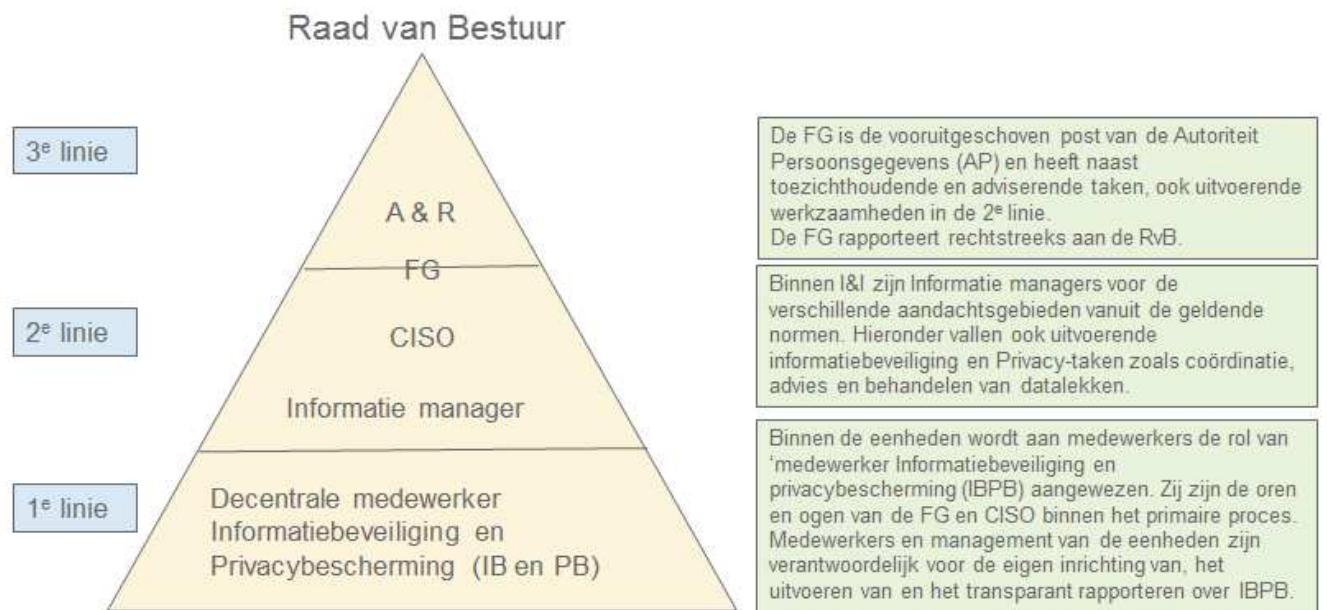 Raad van Bestuur
3e linie
A & R
FG
2e linie
CISO
Informatie manager
1e linie
Decentrale medewerker
Informatiebeveiliging en
Privacybescherming (IB en PB)
De FG is de vooruitgeschoven post van de Autoriteit
Persoonsgegevens (AP) en heeft naast
toezichthoudende en adviserende taken, ook uitvoerende
werkzaamheden in de 2e linie.
De FG rapporteert rechtstreeks aan de RvB.
Binnen I&I zijn Informatie managers voor de
verschillende aandachtsgebieden vanuit de geldende
normen. Hieronder vallen ook uitvoerende
informatiebeveiliging en Privacy-taken zoals coördinatie,
advies en behandelen van datalekken.
Binnen de eenheden wordt aan medewerkers de rol van
‘medewerker Informatiebeveiliging en
privacybescherming (IBPB) aangewezen. Zij zijn de oren
en ogen van de FG en CISO binnen het primaire proces.
Medewerkers en management van de eenheden zijn
verantwoordelijk voor de eigen inrichting van, het
uitvoeren van en het transparant rapporteren over IBPB.